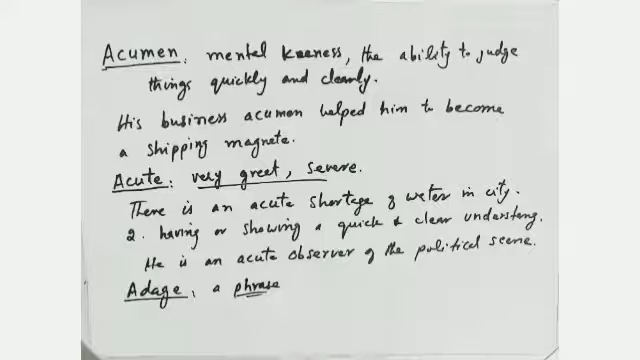 Acumen: mental keeness, the ability to judge
things quickly and clearly.
His business acumen helped him to become
a shipping magnate.
Acute: very great, severe.
There is an acute shortage of water in city.
2. having or showing a quick & clear understang.
He is an acute observer of the political scene.
Adage, a phrase